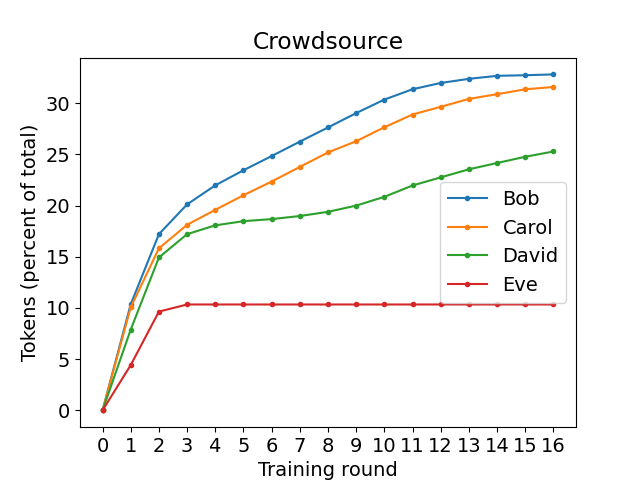 Crowdsource
Tokens (percent of total)
30
25
20
15
10
5
0
Bob
Carol
David
Eve
0 1 2 3 4 5 6 7 8 9 10 11 12 13 14 15 16
Training round